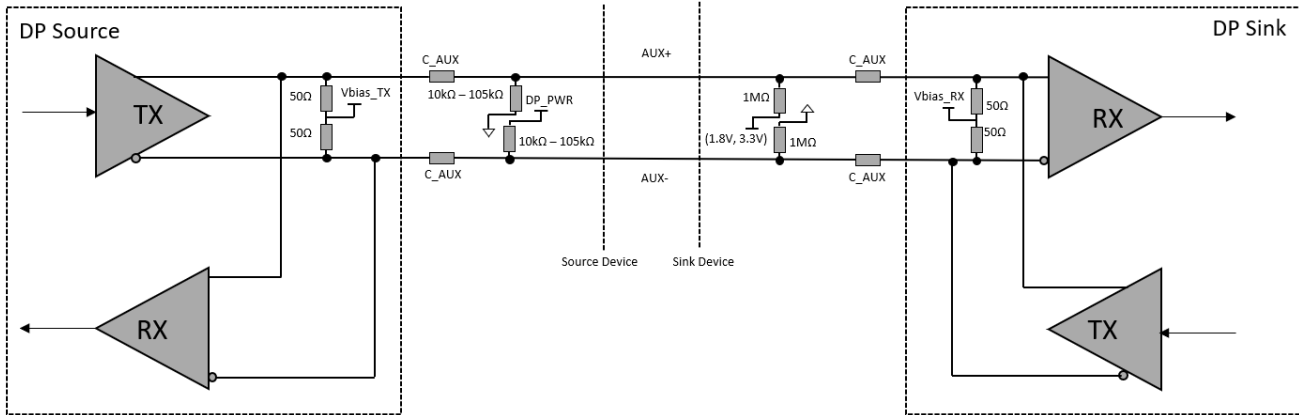 DP Source
DP Sink
TX
50Ω
50Ω
Vbias_TX
C_AUX
10kΩ – 105kΩ
DP_PWR
10kΩ – 105kΩ
C_AUX
AUX+
AUX-
Source Device
Sink Device
1MΩ
(1.8V, 3.3V)
1MΩ
C_AUX
C_AUX
Vbias_RX
50Ω
50Ω
RX
RX
TX